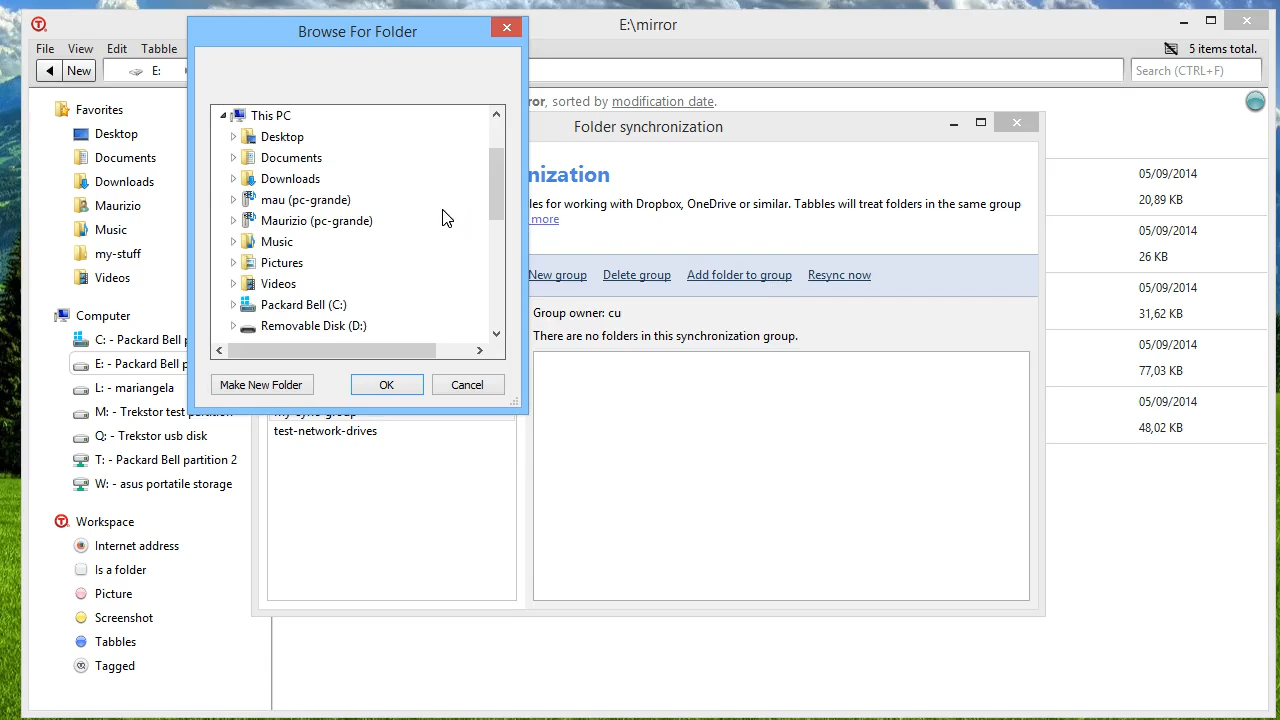 E:\mirror
Browse For Folder
File View Edit Tabble
5 items total.
New
E:
Search (CTRL+F)
Favorites
Desktop
Documents
Downloads
Maurizio
Music
my-stuff
Videos
Computer
C: - Packard Bell
E: - Packard Bell
L: - mariangela
M: - Trekstor test partition
Q: - Trekstor usb disk
T: - Packard Bell partition 2
W: - asus portatile storage
Workspace
Internet address
Is a folder
Picture
Screenshot
Tabbles
Tagged
This PC
Desktop
Documents
Downloads
mau (pc-grande)
Maurizio (pc-grande)
Music
Pictures
Videos
Packard Bell (C:)
Removable Disk (D:)
Make New Folder OK Cancel
ror, sorted by modification date.
Folder synchronization
nization
les for working with Dropbox, OneDrive or similar. Tabbles will treat folders in the same group
more
New group Delete group Add folder to group Resync now
Group owner: cu
There are no folders in this synchronization group.
my-sync-group
test-network-drives
05/09/2014
20,89 KB
05/09/2014
26 KB
05/09/2014
31,62 KB
05/09/2014
77,03 KB
05/09/2014
48,02 KB